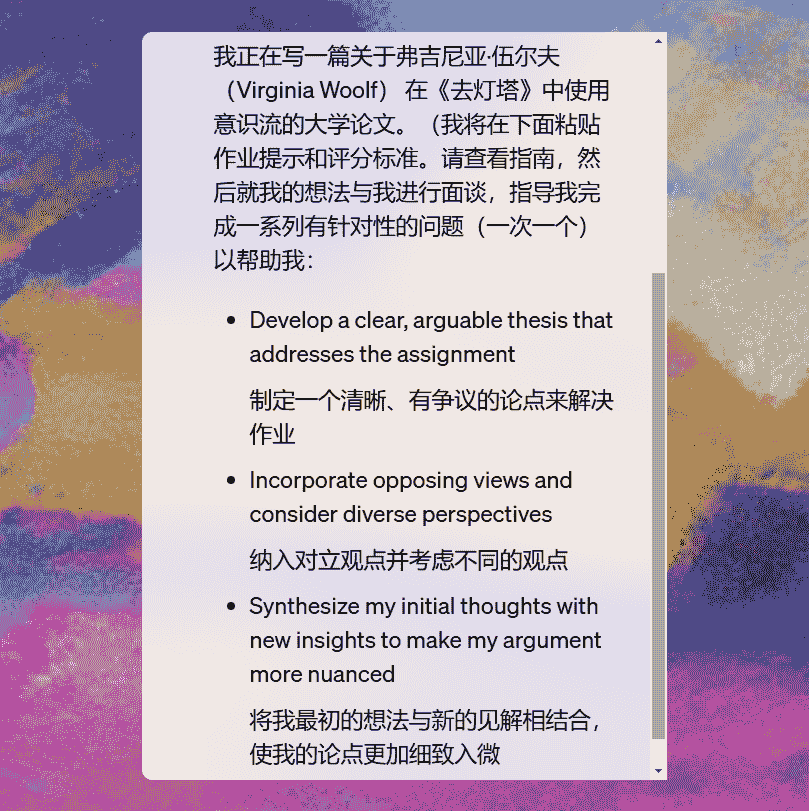 我正在写一篇关于弗吉尼亚·伍尔夫
（Virginia Woolf） 在《去灯塔》中使用
意识流的大学论文。（我将在下面粘贴
作业提示和评分标准。请查看指南，然
后就我的想法与我进行面谈，指导我完
成一系列有针对性的问题（一次一个）
以帮助我：
• Develop a clear, arguable thesis that
addresses the assignment
制定一个清晰、有争议的论点来解决
作业
• Incorporate opposing views and
consider diverse perspectives
纳入对立观点并考虑不同的观点
• Synthesize my initial thoughts with
new insights to make my argument
more nuanced
将我最初的想法与新的见解相结合，
使我的论点更加细致入微